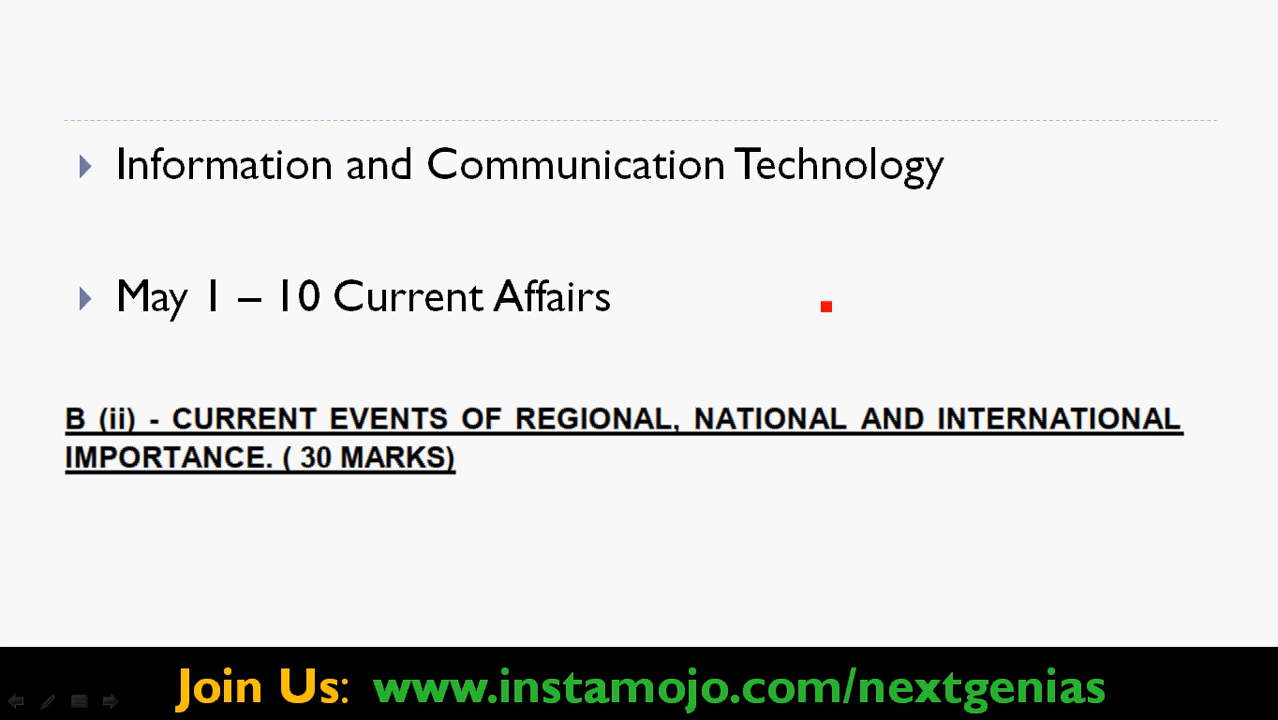 Information and Communication Technology
May 1 – 10 Current Affairs
B (ii) - CURRENT EVENTS OF REGIONAL, NATIONAL AND INTERNATIONAL
IMPORTANCE. ( 30 MARKS)
Join Us: www.instamojo.com/nextgenias